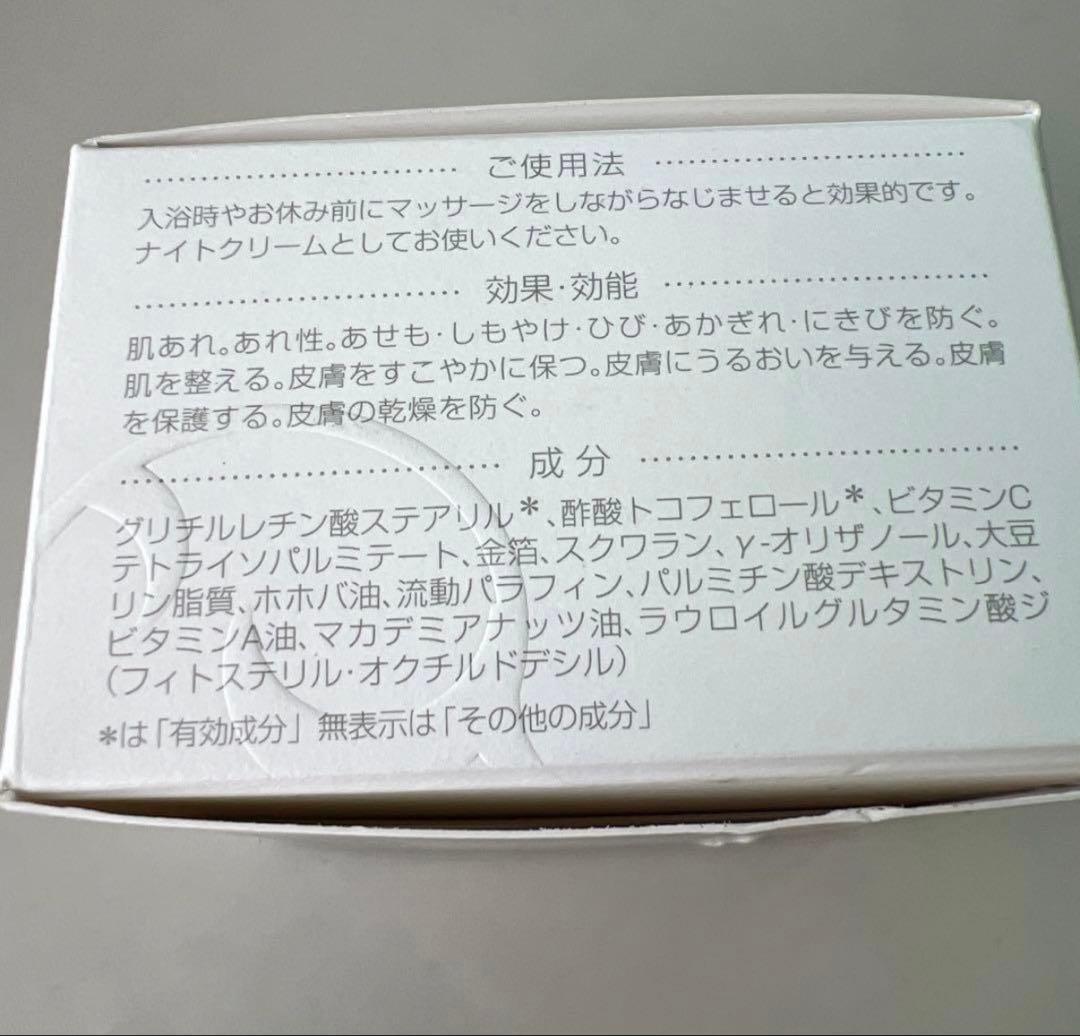 ご使用法
入浴時やお休み前にマッサージをしながらなじませると効果的です。
ナイトクリームとしてお使いください。
効果・効能
肌あれ。あれ性。あせも・しもやけ・ひび・あかぎれ・にきびを防ぐ。
肌を整える。皮膚をすこやかに保つ。皮膚にうるおいを与える。皮膚
を保護する。皮膚の乾燥を防ぐ。
成分
グリチルレチン酸ステアリル*、酢酸トコフェロール*、ビタミンC
テトライソパルミテート、金箔、スクワラン、γ-オリザノール、大豆
リン脂質、ホホバ油、流動パラフィン、パルミチン酸デキストリン、
ビタミンA油、マカデミアナッツ油、ラウロイルグルタミン酸ジ
（フィトステリル・オクチルドデシル）
*は「有効成分」無表示は「その他の成分」